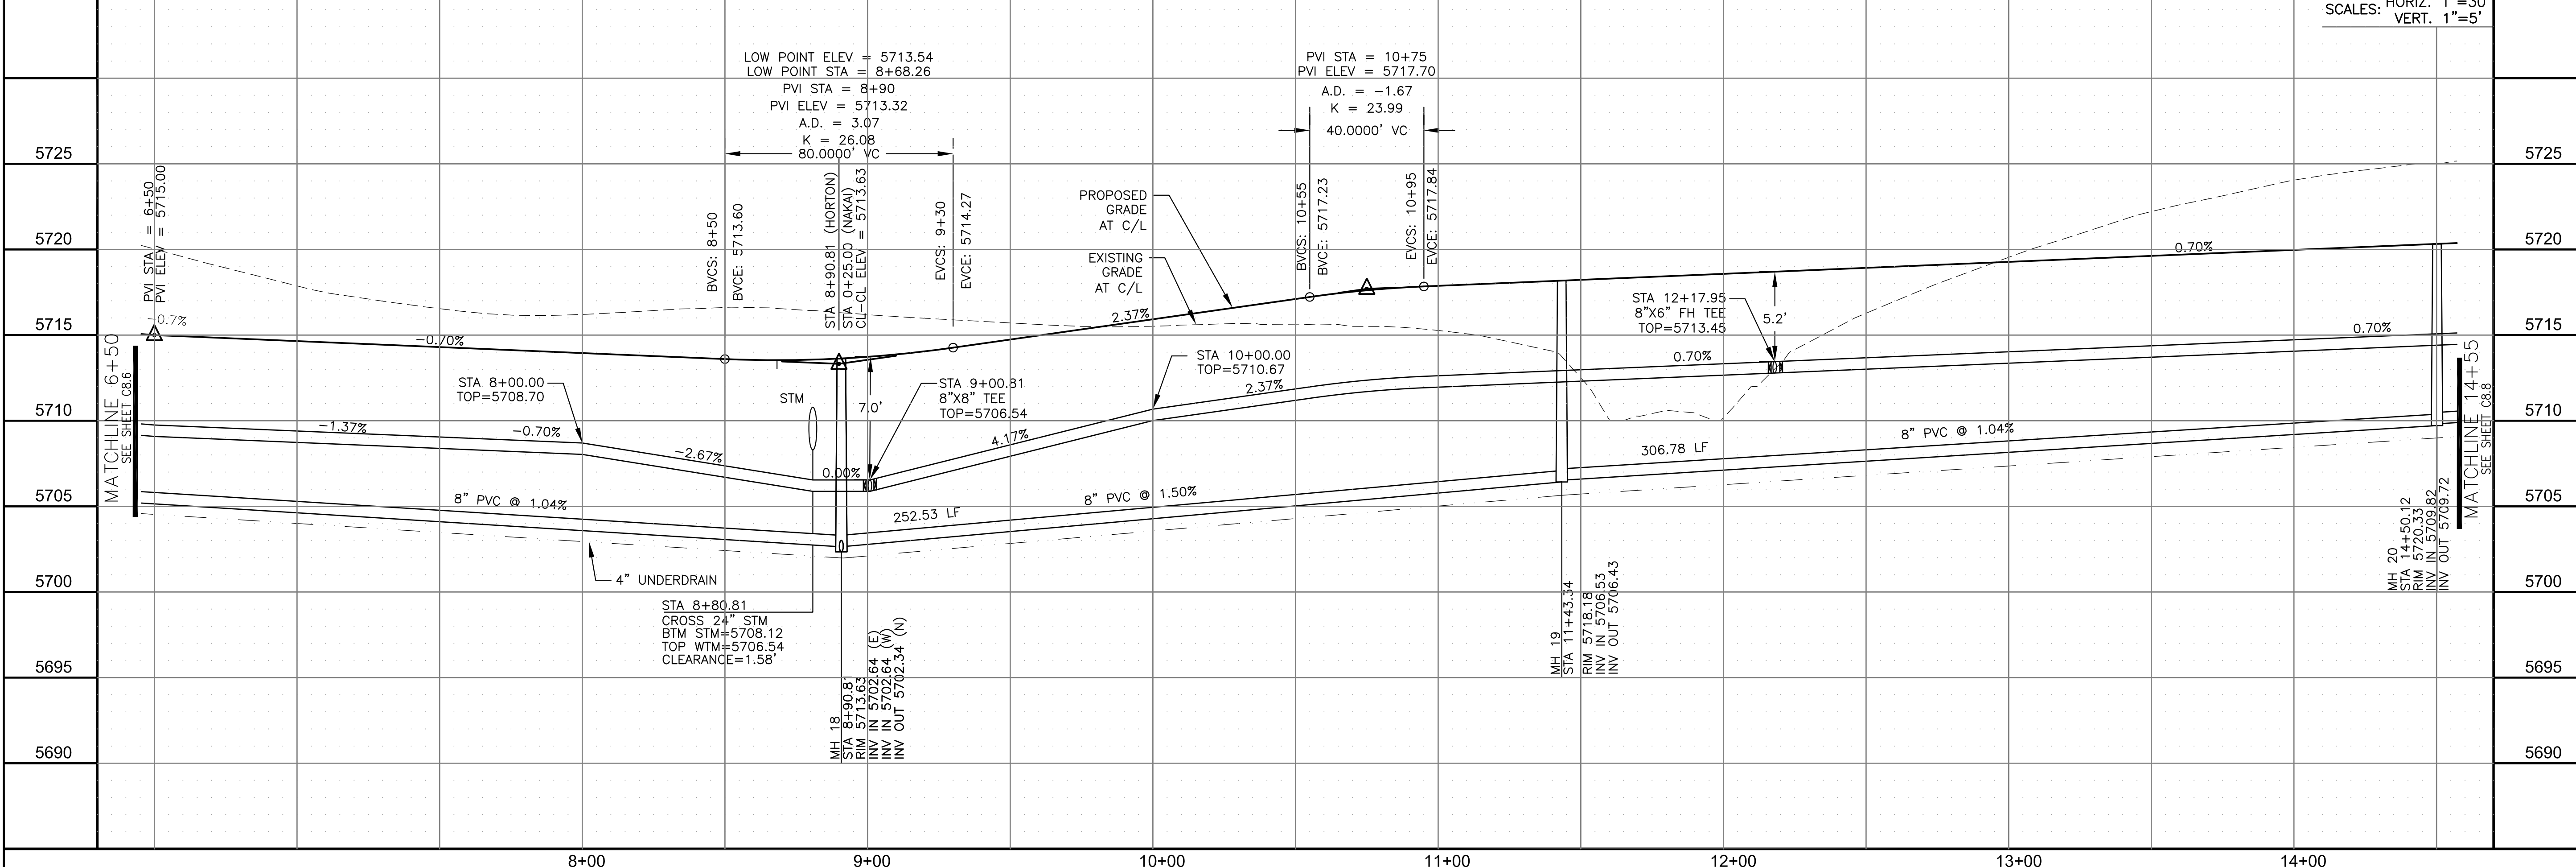 SCALES: HORIZ. 1"=30'
VERT. 1"=5'
LOW POINT ELEV = 5713.54
LOW POINT STA = 8+68.26
PVI STA = 8+90
PVI ELEV = 5713.32
A.D. = 3.07
K = 26.08
80.0000' VC
PVI STA = 10+75
PVI ELEV = 5717.70
A.D. = -1.67
K = 23.99
40.0000' VC
5725
5720
5715
5710
5705
5700
5695
5690
5725
5720
5715
5710
5705
5700
5695
5690
PVI STA = 6+50
PVI ELEV = 5715.00
-0.7%
MATCHLINE 6+50
SEE SHEET C8.6
-0.70%
BVCS: 8+50
BVCE: 5713.60
STA 8+90.81 (HORTON)
STA 0+25.00 (NAKAI)
CL-CL ELEV = 5713.63
EVCS: 9+30
EVCE: 5714.27
PROPOSED
GRADE
AT C/L
EXISTING
GRADE
AT C/L
2.37%
BVCS: 10+55
BVCE: 5717.23
EVCS: 10+95
EVCE: 5717.84
0.70%
STA 12+17.95
8"X6" FH TEE
TOP=5713.45
5.2'
0.70%
0.70%
STA 8+00.00
TOP=5708.70
STM
7.0'
STA 9+00.81
8"X8" TEE
TOP=5706.54
STA 10+00.00
TOP=5710.67
2.37%
-1.37%
-0.70%
-2.67%
0.00%
4.17%
8" PVC @ 1.04%
252.53 LF
8" PVC @ 1.50%
306.78 LF
8" PVC @ 1.04%
4" UNDERDRAIN
STA 8+80.81
CROSS 24" STM
BTM STM=5708.12
TOP WTM=5706.54
CLEARANCE=1.58'
MH 18
STA 8+90.81
RIM 5713.63
INV IN 5702.64 (E)
INV IN 5702.64 (W)
INV OUT 5702.34 (N)
MH 19
STA 11+43.34
RIM 5718.18
INV IN 5706.53
INV OUT 5706.43
MH 20
STA 14+50.12
RIM 5720.33
INV IN 5709.82
INV OUT 5709.72
MATCHLINE 14+55
SEE SHEET C8.8
8+00
9+00
10+00
11+00
12+00
13+00
14+00